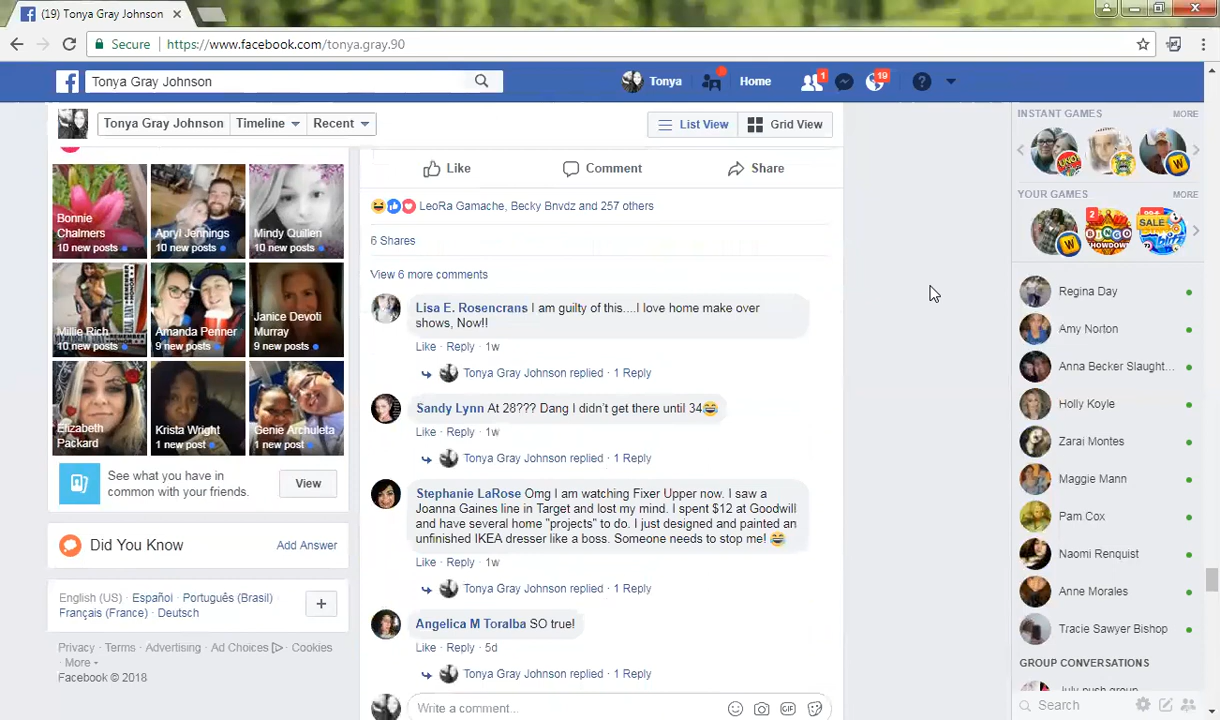 (19) Tonya Gray Johnson
Secure https://www.facebook.com/tonya.gray.90
Tonya Gray Johnson
Tonya
Home
1
19
Tonya Gray Johnson
Timeline
Recent
List View
Grid View
Bonnie Chalmers
10 new posts
Apryl Jennings
10 new posts
Mindy Quillen
10 new posts
Millie Rich
10 new posts
Amanda Penner
9 new posts
Janice Devoti Murray
9 new posts
Elizabeth Packard
Krista Wright
1 new post
Genie Archuleta
1 new post
See what you have in
common with your friends.
View
Did You Know
Add Answer
English (US) · Español · Português (Brasil) ·
Français (France) · Deutsch
Privacy · Terms · Advertising · Ad Choices · Cookies
· More
Facebook © 2018
Like
Comment
Share
LeoRa Gamache, Becky Bnvdz and 257 others
6 Shares
View 6 more comments
Lisa E. Rosencrans I am guilty of this....I love home make over
shows, Now!!
Like · Reply · 1w
Tonya Gray Johnson replied · 1 Reply
Sandy Lynn At 28??? Dang I didn't get there until 34😂
Like · Reply · 1w
Tonya Gray Johnson replied · 1 Reply
Stephanie LaRose Omg I am watching Fixer Upper now. I saw a
Joanna Gaines line in Target and lost my mind. I spent $12 at Goodwill
and have several home "projects" to do. I just designed and painted an
unfinished IKEA dresser like a boss. Someone needs to stop me! 😂
Like · Reply · 1w
Tonya Gray Johnson replied · 1 Reply
Angelica M Toralba SO true!
Like · Reply · 5d
Tonya Gray Johnson replied · 1 Reply
Write a comment...
GIF
INSTANT GAMES
MORE
UNO
W
YOUR GAMES
MORE
W
2
BINGO
SHOWDOWN
99+
SALE
blitz
Regina Day
Amy Norton
Anna Becker Slaught...
Holly Koyle
Zarai Montes
Maggie Mann
Pam Cox
Naomi Renquist
Anne Morales
Tracie Sawyer Bishop
GROUP CONVERSATIONS
July push group
Search